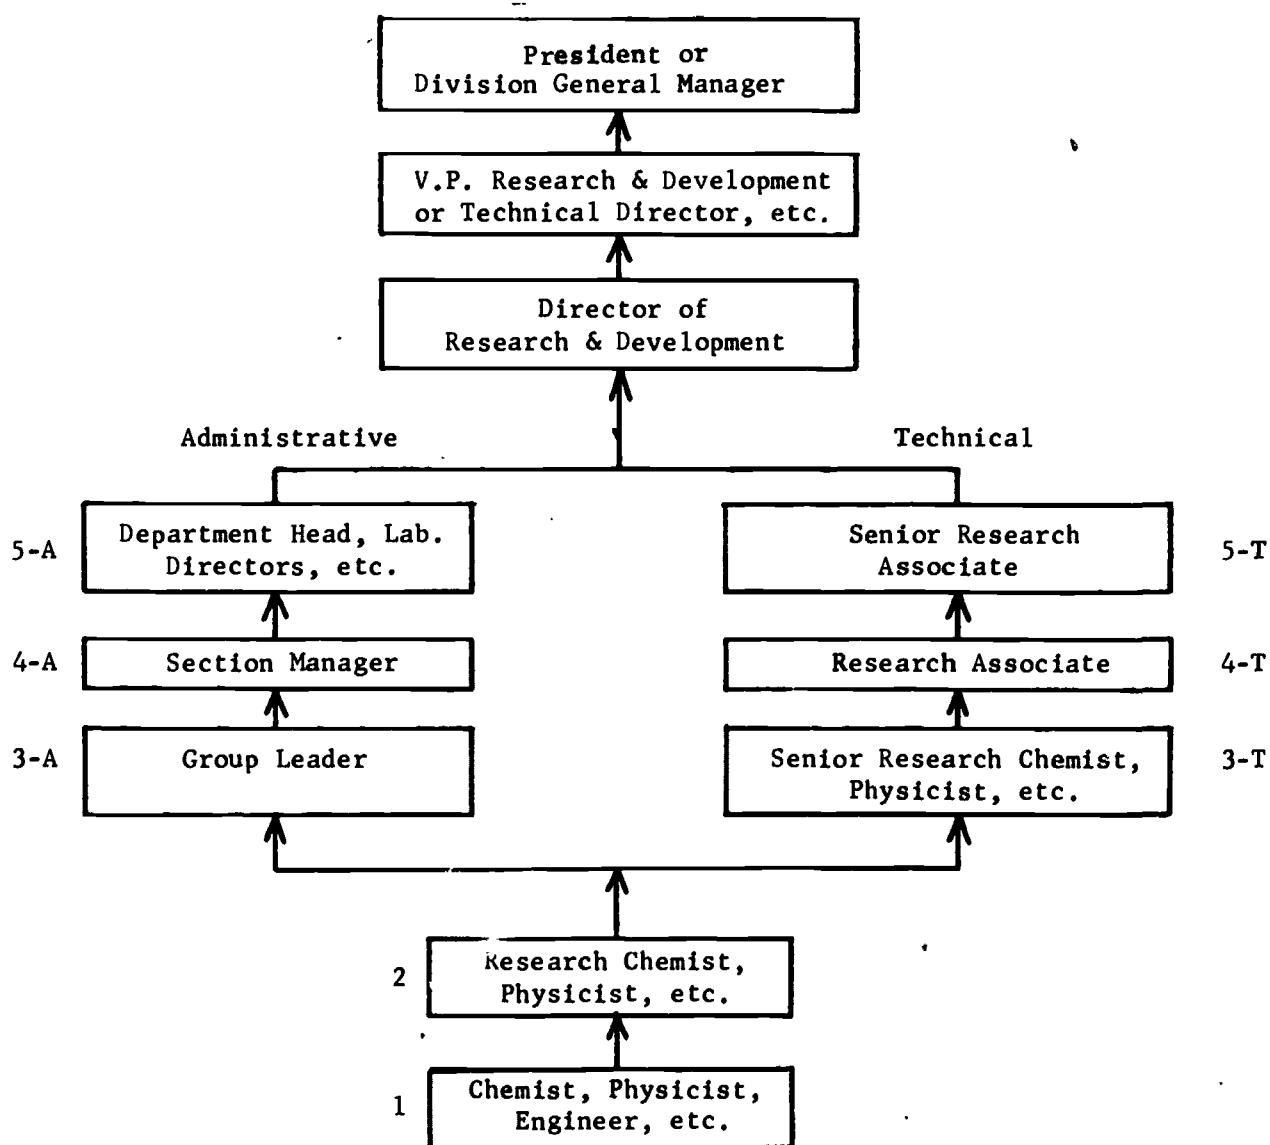 President or
Division General Manager
V.P. Research & Development
or Technical Director, etc.
Director of
Research & Development
Administrative
Technical
5-A
Department Head, Lab.
Directors, etc.
Senior Research
Associate
5-T
4-A
Section Manager
Research Associate
4-T
3-A
Group Leader
Senior Research Chemist,
Physicist, etc.
3-T
2
Research Chemist,
Physicist, etc.
1
Chemist, Physicist,
Engineer, etc.